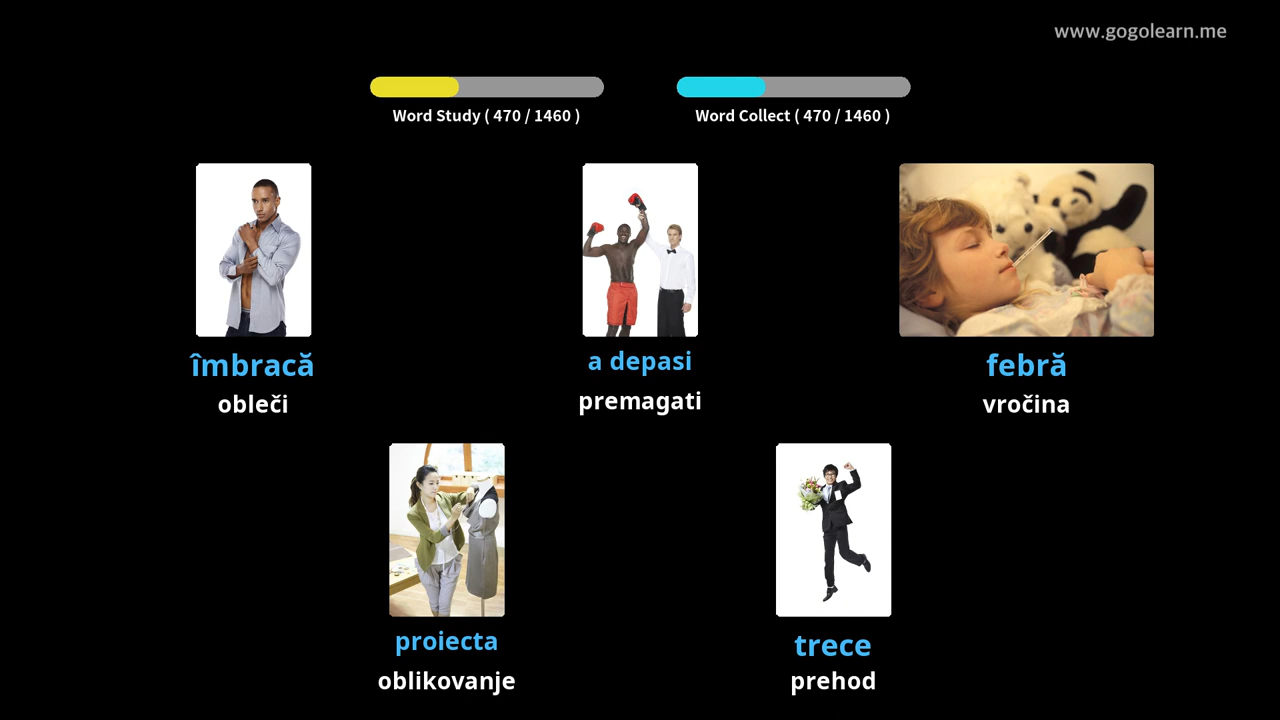 www.gogolearn.me
Word Study ( 470 / 1460 )
Word Collect ( 470 / 1460 )
îmbracă
obleči
a depasi
premagati
febră
vročina
proiecta
oblikovanje
trece
prehod